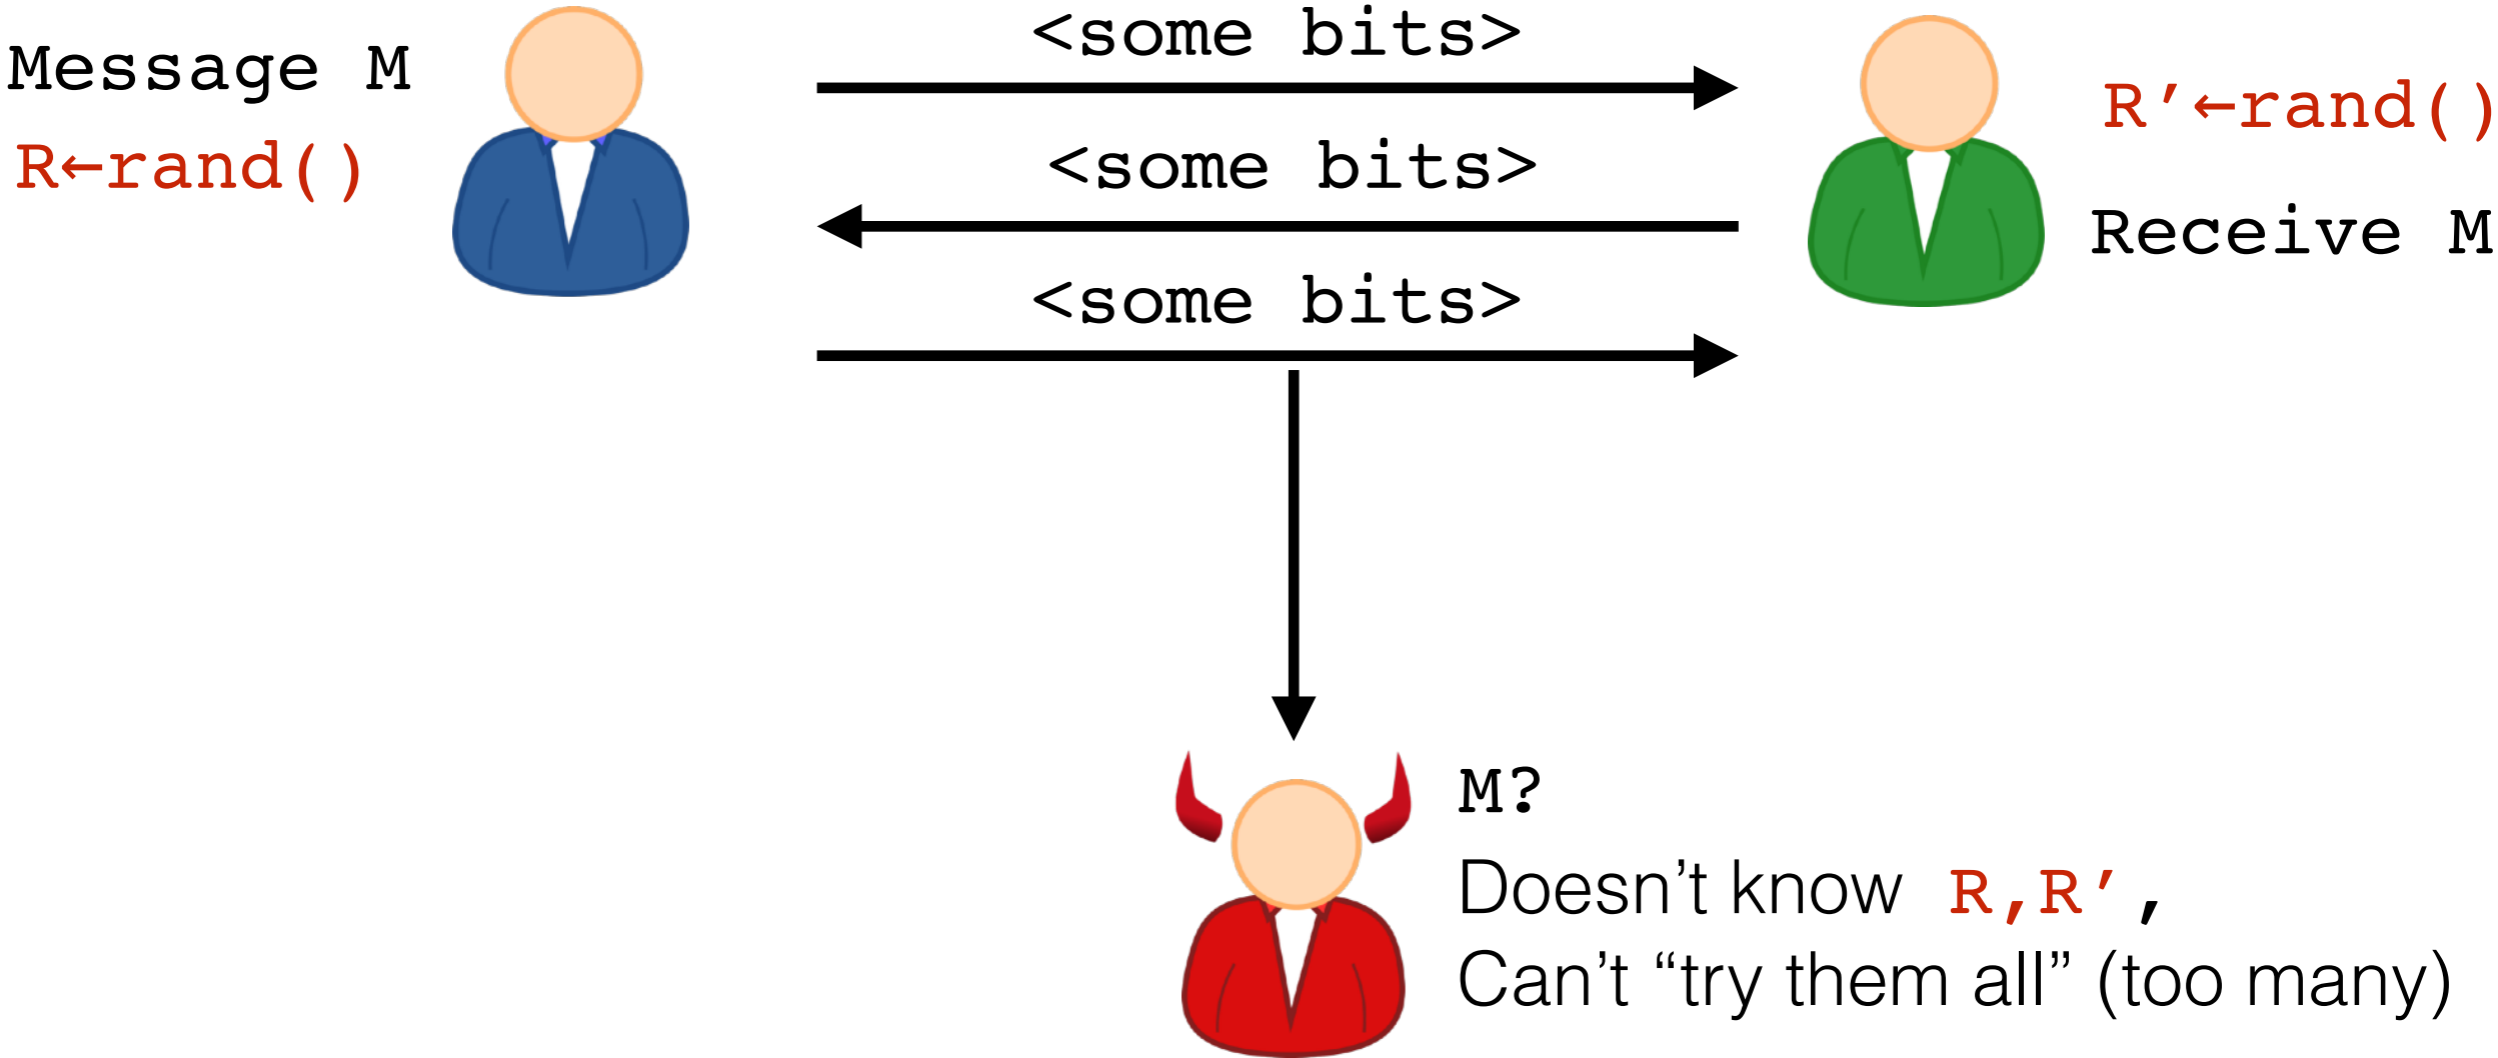 Message M
R←rand()
<some bits>
<some bits>
<some bits>
R’←rand()
Receive M
M?
Doesn’t know R,R’,
Can’t “try them all” (too many)